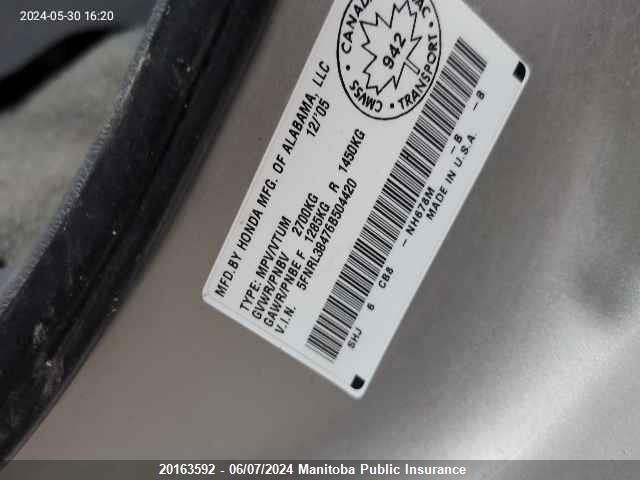 2024-05-30 16:20
MFD.BY HONDA MFG. OF ALABAMA, LLC
12/'05
TYPE: MPV/VTUM
GVWR/PNBV 2700KG
GAWR/PNBE F 1285KG R 1450KG
V.I.N. 5FNRL38476B504420
CANADA
942
CMVSS
TRANSPORT
SHJ 6 CB8 - NH678M - B - B
MADE IN U.S.A.
20163592 - 06/07/2024 Manitoba Public Insurance